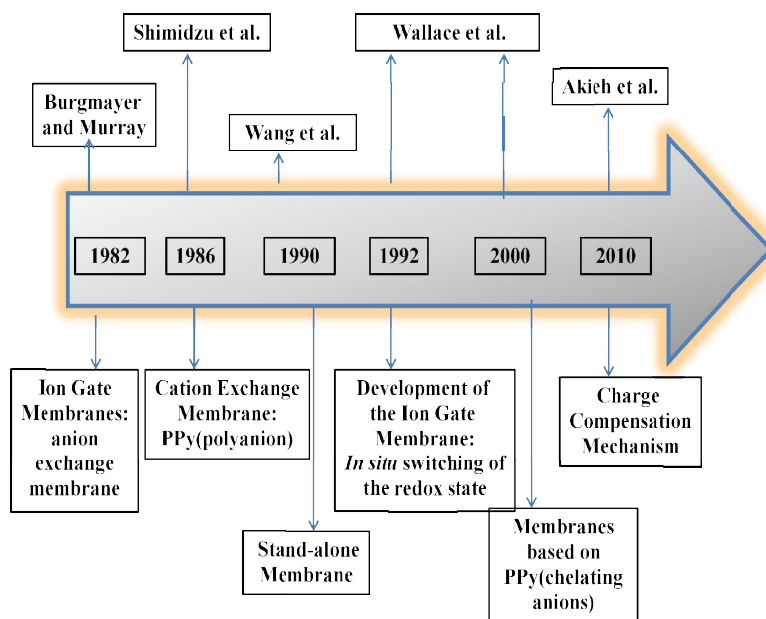 Shimidzu et al.
Wallace et al.
Burgmayer
and Murray
Wang et al.
Akieh et al.
1982
1986
1990
1992
2000
2010
Ion Gate
Membranes:
anion
exchange
membrane
Cation Exchange
Membrane:
PPy(polyanion)
Development of
the Ion Gate
Membrane:
In situ switching of
the redox state
Charge
Compensation
Mechanism
Stand-alone
Membrane
Membranes
based on
PPy(chelating
anions)